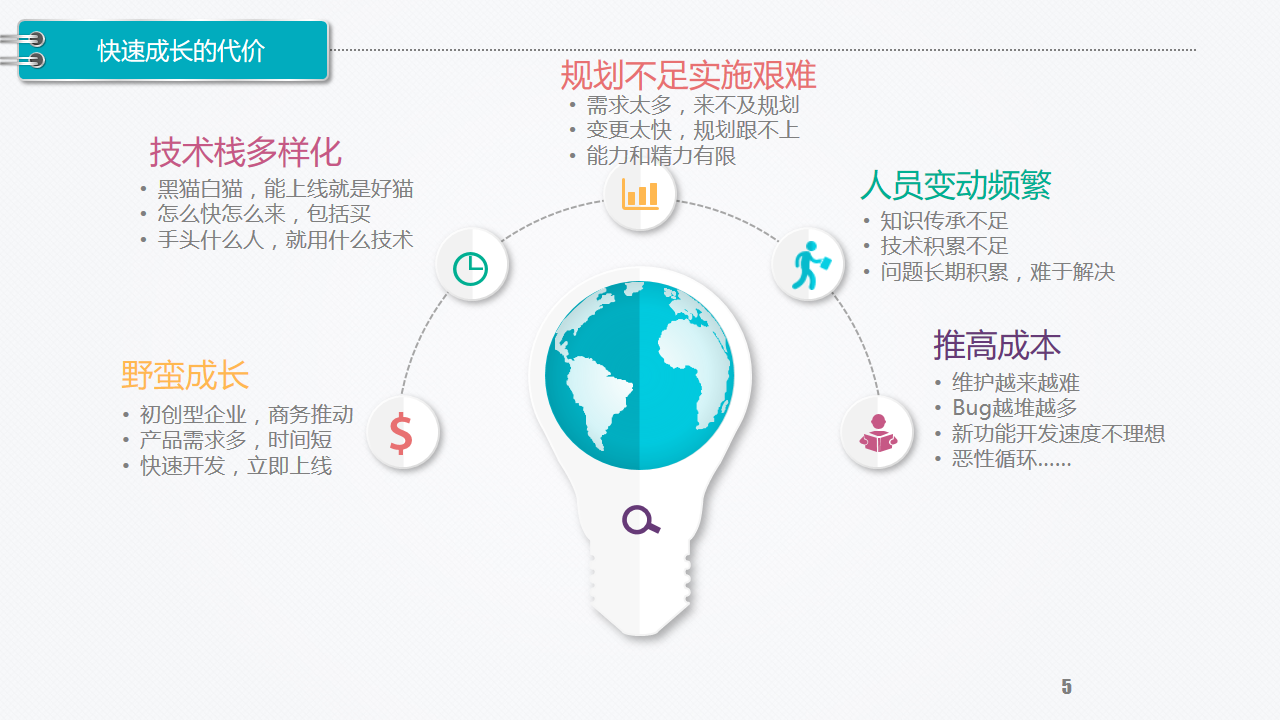 快速成长的代价
野蛮成长
• 初创型企业，商务推动
• 产品需求多，时间短
• 快速开发，立即上线
技术栈多样化
• 黑猫白猫，能上线就是好猫
• 怎么快怎么来，包括买
• 手头什么人，就用什么技术
规划不足实施艰难
• 需求太多，来不及规划
• 变更太快，规划跟不上
• 能力和精力有限
人员变动频繁
• 知识传承不足
• 技术积累不足
• 问题长期积累，难于解决
推高成本
• 维护越来越难
• Bug越堆越多
• 新功能开发速度不理想
• 恶性循环……
$
5